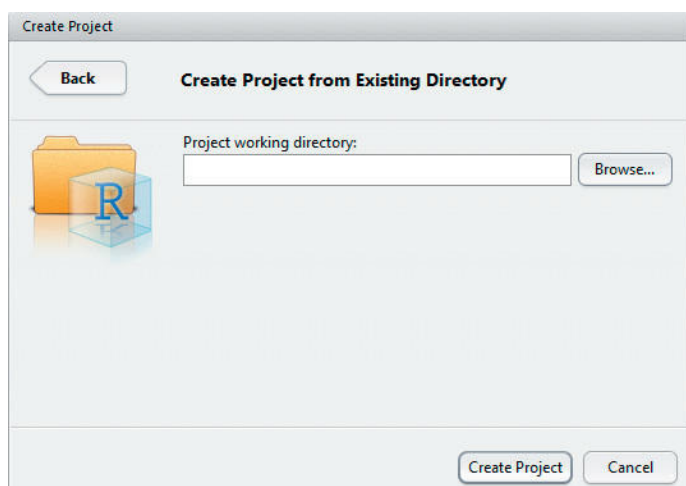 Create Project
Back
Create Project from Existing Directory
Project working directory:
Browse...
R
Create Project
Cancel